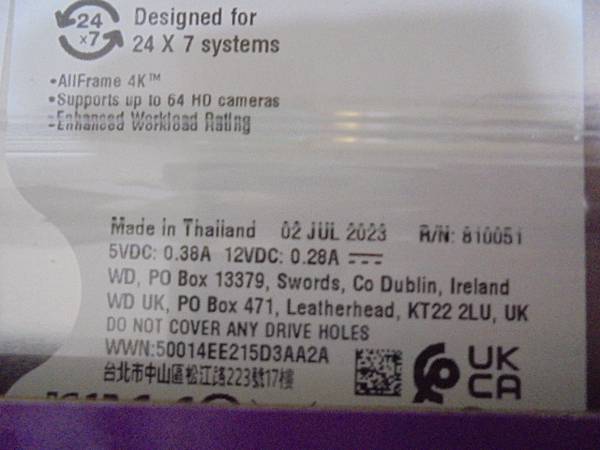 24
x7
Designed for
24 X 7 systems
•AllFrame 4K™
•Supports up to 64 HD cameras
•Enhanced Workload Rating
Made in Thailand 02 JUL 2023 R/N: 810051
5VDC: 0.38A 12VDC: 0.28A
WD, PO Box 13379, Swords, Co Dublin, Ireland
WD UK, PO Box 471, Leatherhead, KT22 2LU, UK
DO NOT COVER ANY DRIVE HOLES
WWN:50014EE215D3AA2A
台北市中山區松江路223號17樓
UK
CA